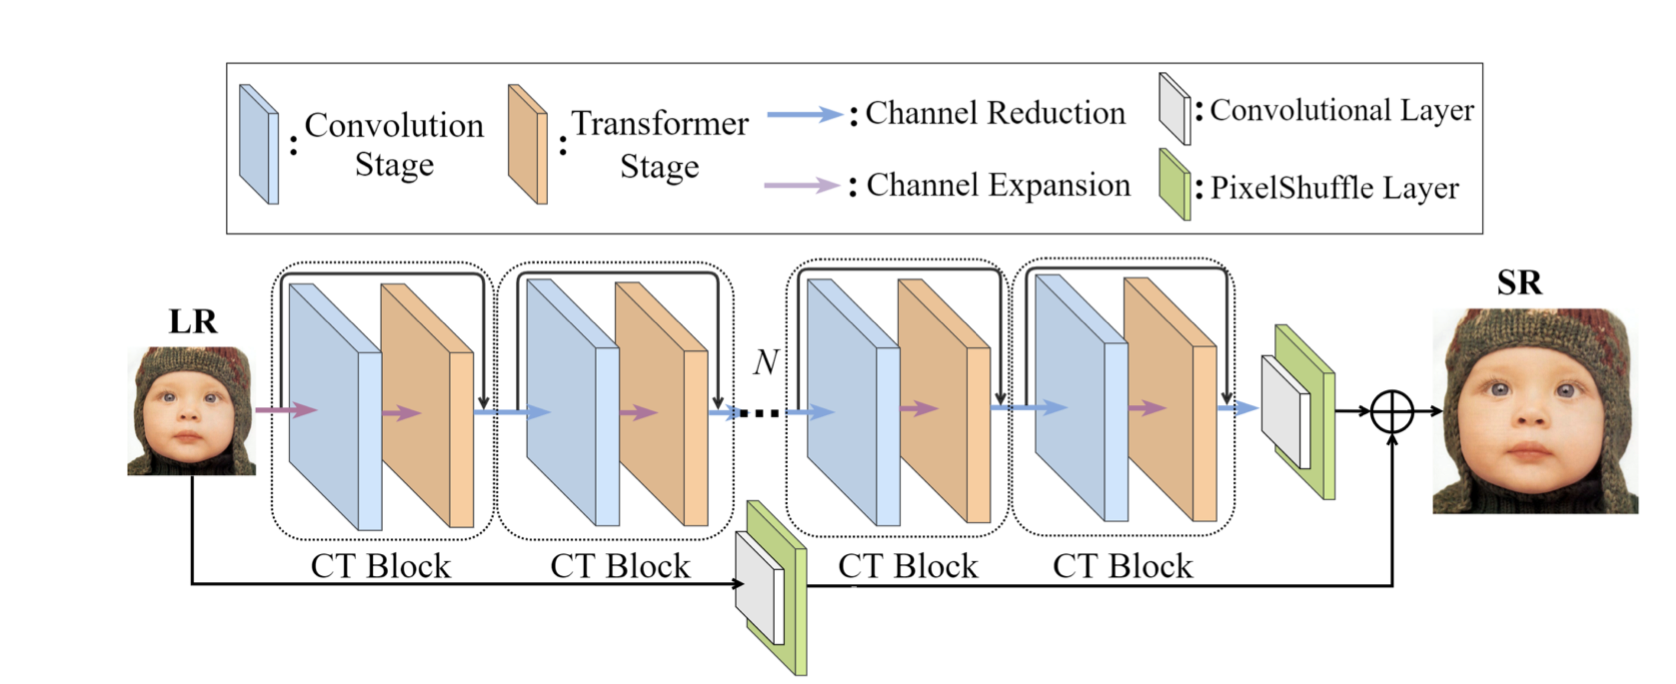 : Convolution
Stage
: Transformer
Stage
: Channel Reduction
: Channel Expansion
: Convolutional Layer
: PixelShuffle Layer
LR
N
SR
CT Block
CT Block
CT Block
CT Block